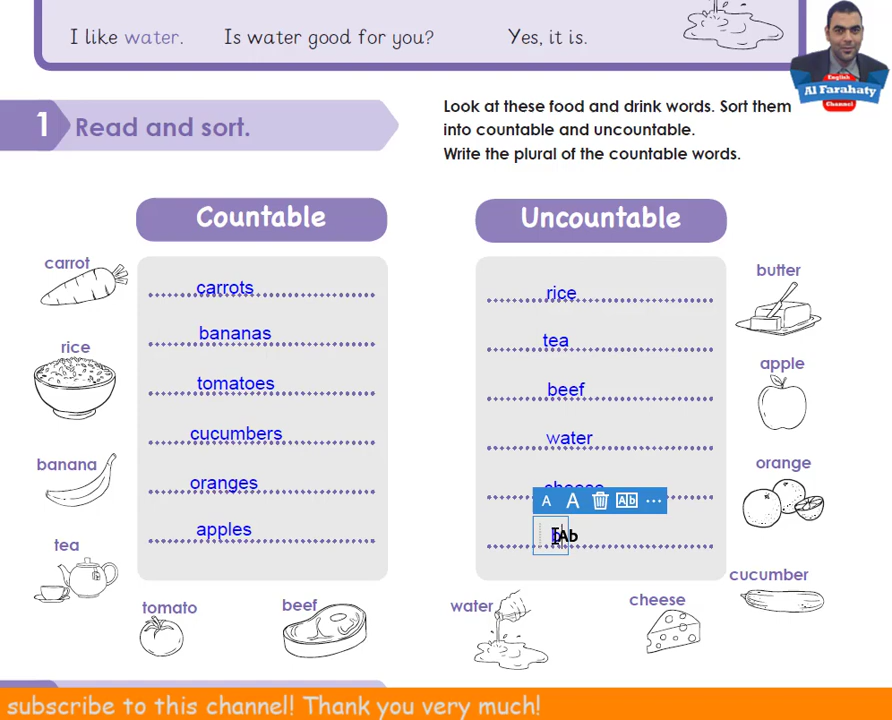 I like water. Is water good for you? Yes, it is.
English
Al Farahaty
Channel
1 Read and sort.
Look at these food and drink words. Sort them
into countable and uncountable.
Write the plural of the countable words.
Countable
Uncountable
carrot
rice
banana
tea
tomato
beef
carrots
bananas
tomatoes
cucumbers
oranges
apples
rice
tea
beef
water
cheese
b
A A Ab ...
Ab
butter
apple
orange
cucumber
water
cheese
subscribe to this channel! Thank you very much!